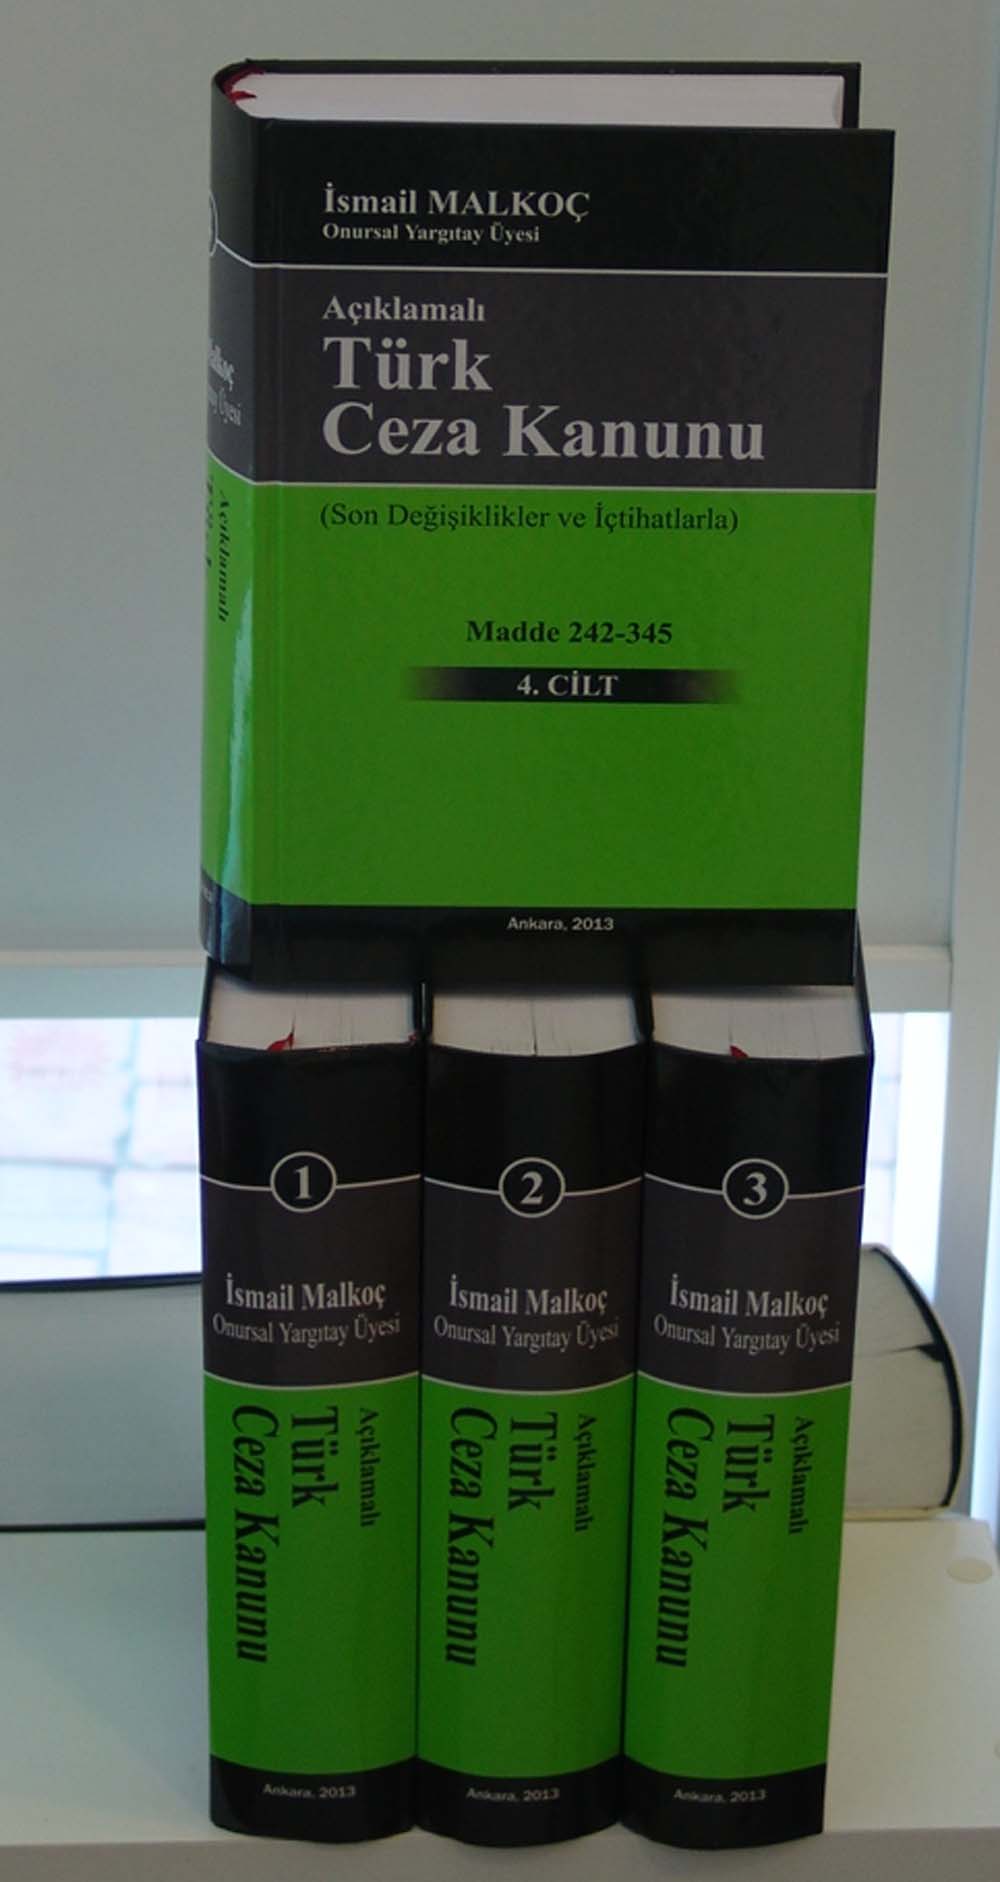 İsmail MALKOÇ
Onursal Yargıtay Üyesi
Açıklamalı
Türk
Ceza Kanunu
(Son Değişiklikler ve İçtihatlarla)
Madde 242-345
4. CİLT
Ankara, 2013
Açıklamalı
1
İsmail Malkoç
Onursal Yargıtay Üyesi
Açıklamalı
Türk
Ceza Kanunu
Ankara, 2013
2
İsmail Malkoç
Onursal Yargıtay Üyesi
Açıklamalı
Türk
Ceza Kanunu
Ankara, 2013
3
İsmail Malkoç
Onursal Yargıtay Üyesi
Açıklamalı
Türk
Ceza Kanunu
Ankara, 2013